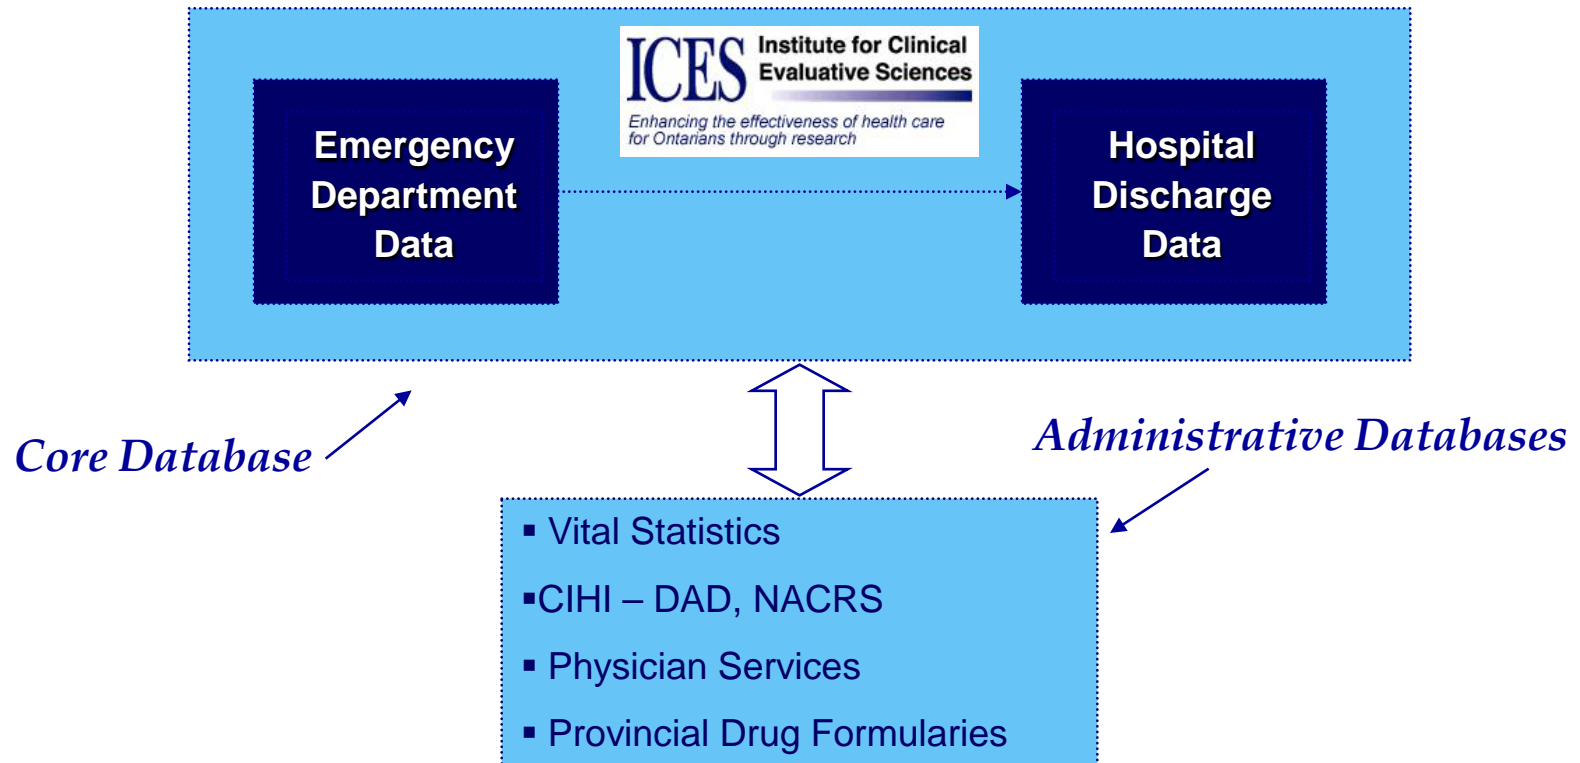 ICES Institute for Clinical
Evaluative Sciences
Enhancing the effectiveness of health care
for Ontarians through research
Emergency
Department
Data
Hospital
Discharge
Data
Core Database
Administrative Databases
▪ Vital Statistics
▪CIHI – DAD, NACRS
▪ Physician Services
▪ Provincial Drug Formularies